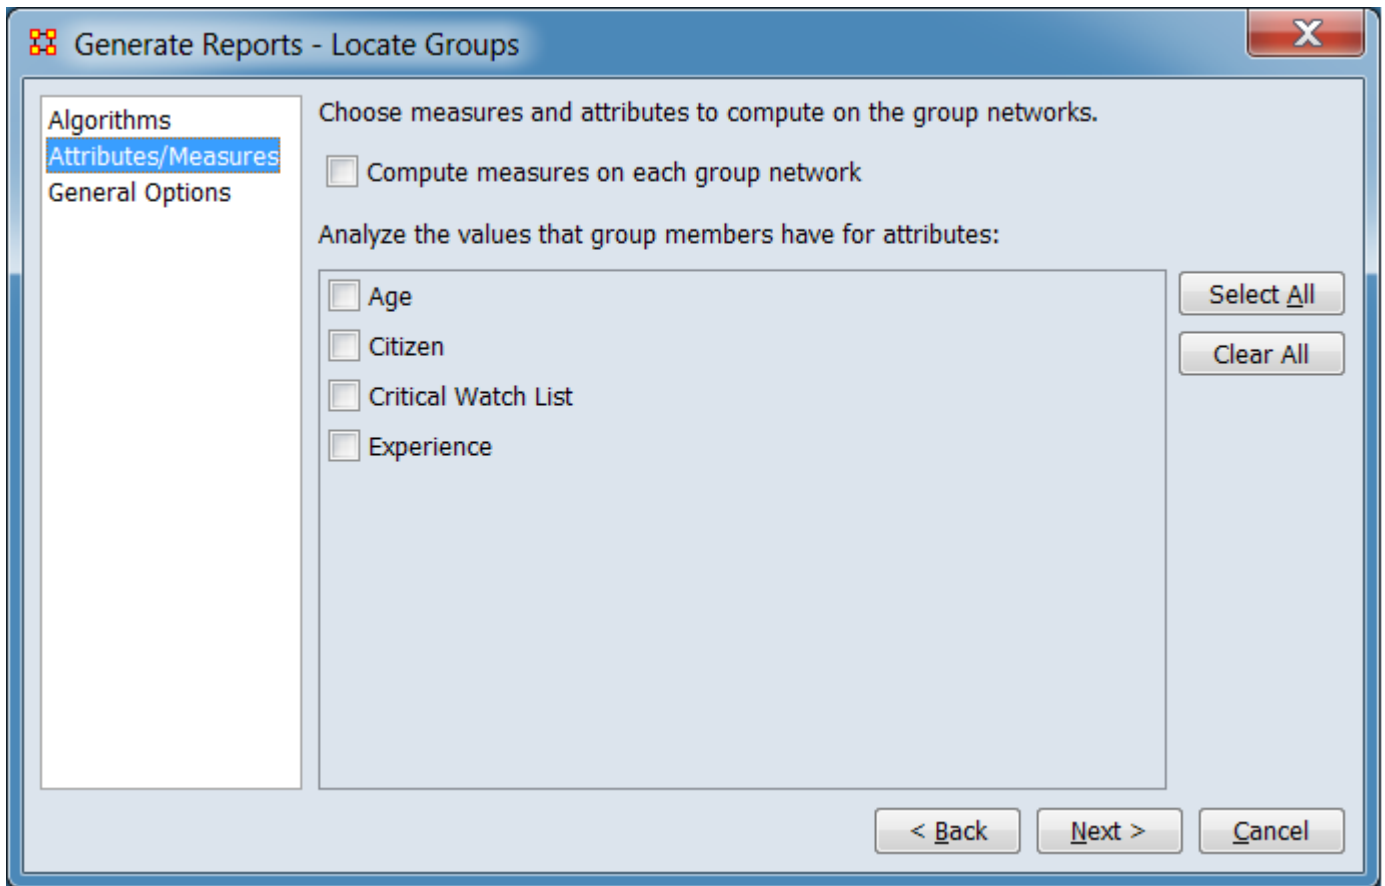 Generate Reports - Locate Groups
Algorithms
Attributes/Measures
General Options
Choose measures and attributes to compute on the group networks.
Compute measures on each group network
Analyze the values that group members have for attributes:
Age
Citizen
Critical Watch List
Experience
Select All
Clear All
< Back
Next >
Cancel